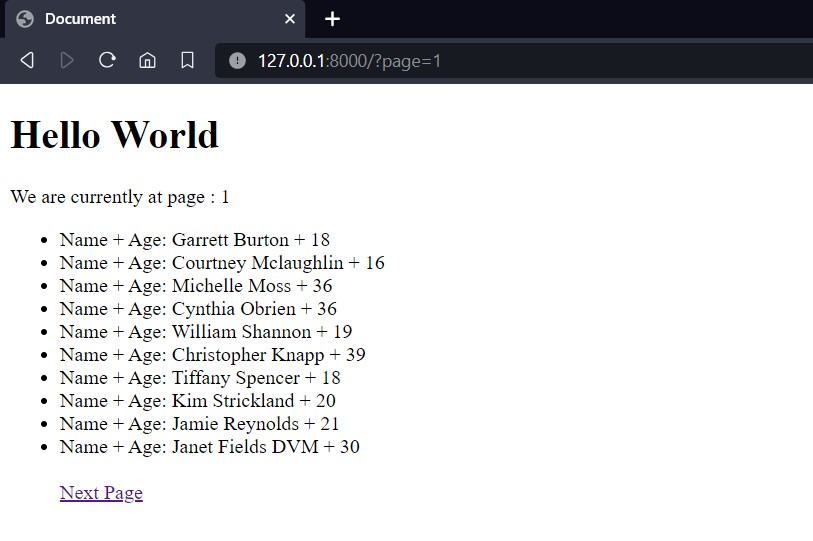 Document
127.0.0.1:8000/?page=1
Hello World
We are currently at page : 1
Name + Age: Garrett Burton + 18
Name + Age: Courtney Mclaughlin + 16
Name + Age: Michelle Moss + 36
Name + Age: Cynthia Obrien + 36
Name + Age: William Shannon + 19
Name + Age: Christopher Knapp + 39
Name + Age: Tiffany Spencer + 18
Name + Age: Kim Strickland + 20
Name + Age: Jamie Reynolds + 21
Name + Age: Janet Fields DVM + 30
Next Page